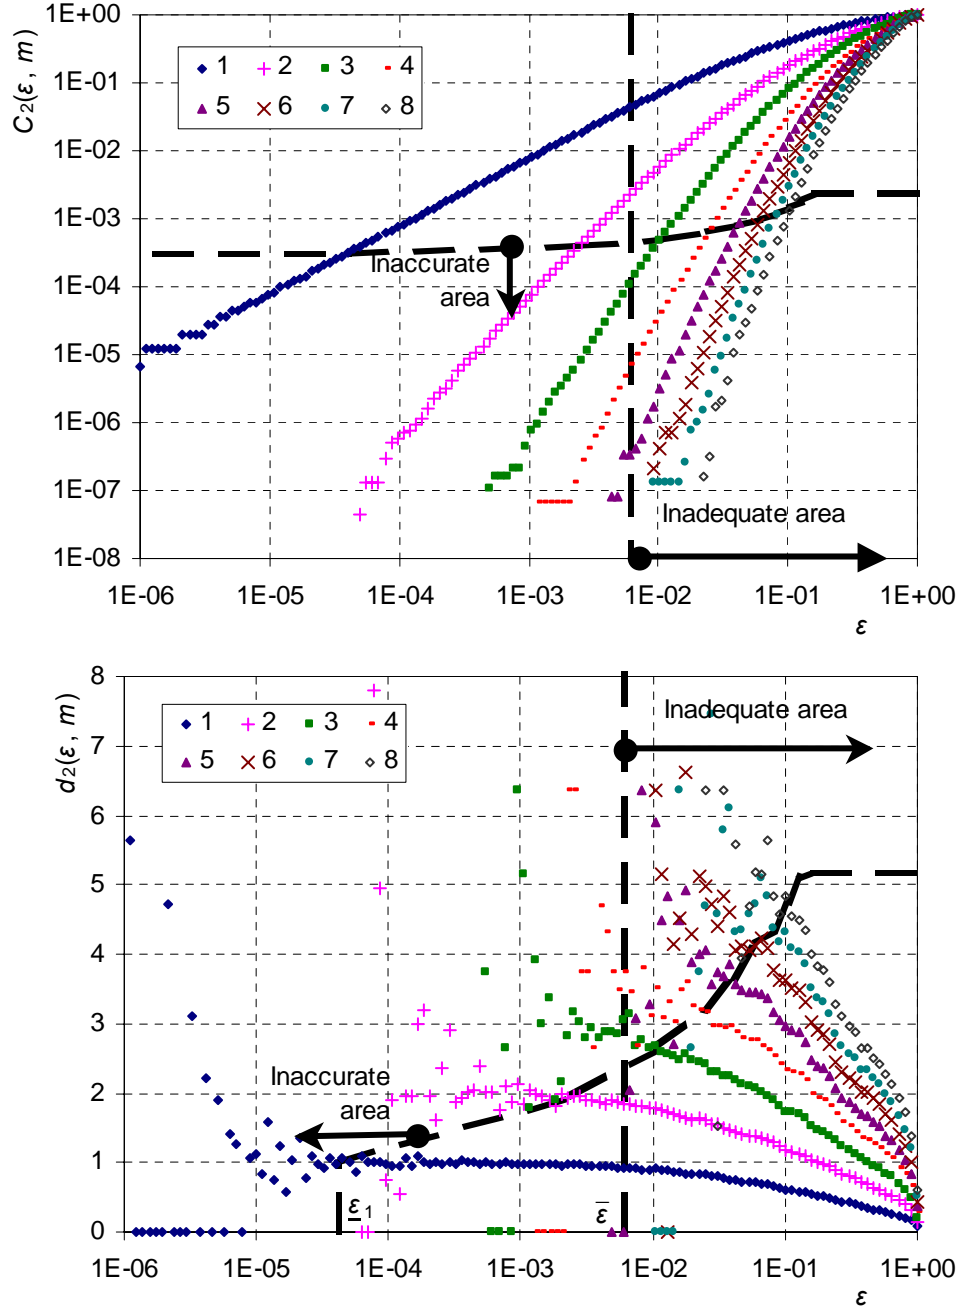 C2(ε, m)
1E+00
1E-01
1E-02
1E-03
1E-04
1E-05
1E-06
1E-07
1E-08
1 2 3 4
5 6 7 8
Inaccurate
area
Inadequate area
1E-06 1E-05 1E-04 1E-03 1E-02 1E-01 1E+00
ε
d2(ε, m)
8
7
6
5
4
3
2
1
0
1 2 3 4
5 6 7 8
Inadequate area
Inaccurate
area
ε1
ε
1E-06 1E-05 1E-04 1E-03 1E-02 1E-01 1E+00
ε